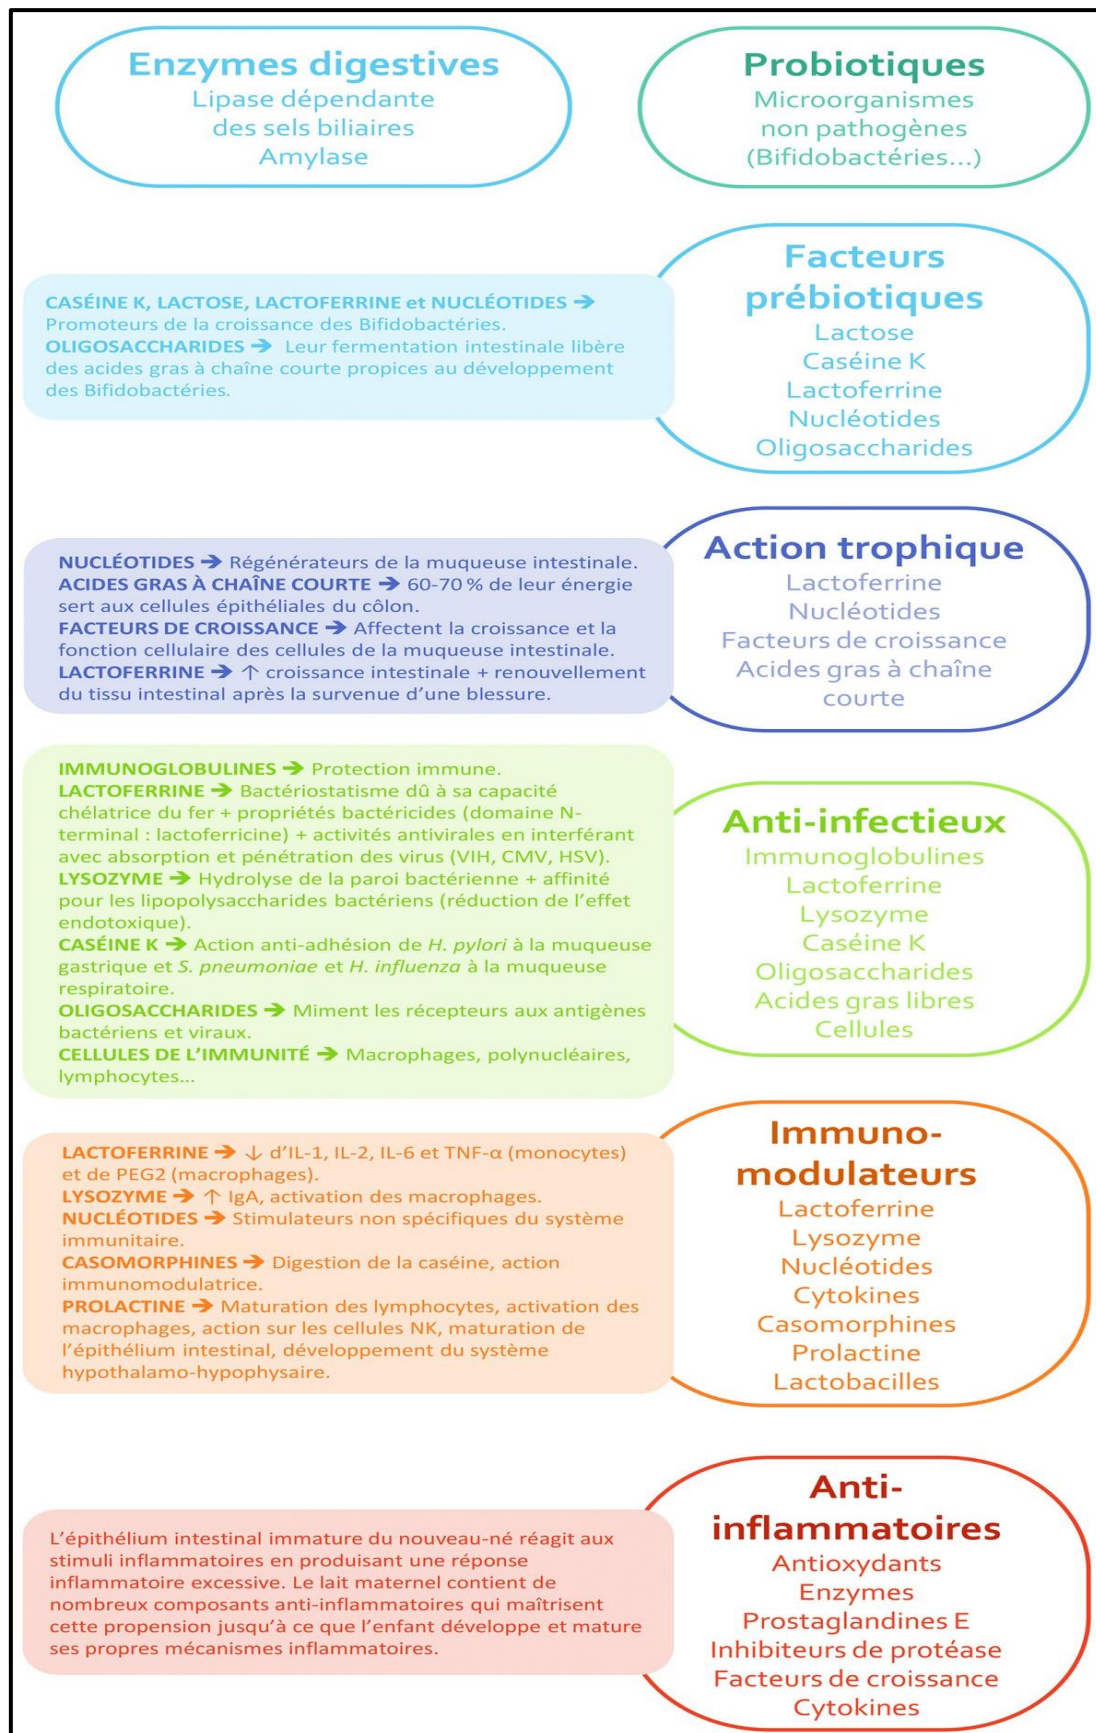 Enzymes digestives
Lipase dépendante
des sels biliaires
Amylase
Probiotiques
Microorganismes
non pathogènes
(Bifidobactéries...)
CASÉINE K, LACTOSE, LACTOFERRINE et NUCLÉOTIDES ➔
Promoteurs de la croissance des Bifidobactéries.
OLIGOSACCHARIDES ➔ Leur fermentation intestinale libère
des acides gras à chaîne courte propices au développement
des Bifidobactéries.
Facteurs
prébiotiques
Lactose
Caséine K
Lactoferrine
Nucléotides
Oligosaccharides
NUCLÉOTIDES ➔ Régénérateurs de la muqueuse intestinale.
ACIDES GRAS À CHAÎNE COURTE ➔ 60-70 % de leur énergie
sert aux cellules épithéliales du côlon.
FACTEURS DE CROISSANCE ➔ Affectent la croissance et la
fonction cellulaire des cellules de la muqueuse intestinale.
LACTOFERRINE ➔ ↑ croissance intestinale + renouvellement
du tissu intestinal après la survenue d’une blessure.
Action trophique
Lactoferrine
Nucléotides
Facteurs de croissance
Acides gras à chaîne
courte
IMMUNOGLOBULINES ➔ Protection immune.
LACTOFERRINE ➔ Bactériostatisme dû à sa capacité
chélatrice du fer + propriétés bactéricides (domaine N-
terminal : lactoferricine) + activités antivirales en interférant
avec absorption et pénétration des virus (VIH, CMV, HSV).
LYSOZYME ➔ Hydrolyse de la paroi bactérienne + affinité
pour les lipopolysaccharides bactériens (réduction de l’effet
endotoxique).
CASÉINE K ➔ Action anti-adhésion de H. pylori à la muqueuse
gastrique et S. pneumoniae et H. influenza à la muqueuse
respiratoire.
OLIGOSACCHARIDES ➔ Miment les récepteurs aux antigènes
bactériens et viraux.
CELLULES DE L’IMMUNITÉ ➔ Macrophages, polynucléaires,
lymphocytes...
Anti-infectieux
Immunoglobulines
Lactoferrine
Lysozyme
Caséine K
Oligosaccharides
Acides gras libres
Cellules
LACTOFERRINE ➔ ↓ d’IL-1, IL-2, IL-6 et TNF-α (monocytes)
et de PEG2 (macrophages).
LYSOZYME ➔ ↑ IgA, activation des macrophages.
NUCLÉOTIDES ➔ Stimulateurs non spécifiques du système
immunitaire.
CASOMORPHINES ➔ Digestion de la caséine, action
immunomodulatrice.
PROLACTINE ➔ Maturation des lymphocytes, activation des
macrophages, action sur les cellules NK, maturation de
l’épithélium intestinal, développement du système
hypothalamo-hypophysaire.
Immuno-
modulateurs
Lactoferrine
Lysozyme
Nucléotides
Cytokines
Casomorphines
Prolactine
Lactobacilles
L’épithélium intestinal immature du nouveau-né réagit aux
stimuli inflammatoires en produisant une réponse
inflammatoire excessive. Le lait maternel contient de
nombreux composants anti-inflammatoires qui maîtrisent
cette propension jusqu’à ce que l’enfant développe et mature
ses propres mécanismes inflammatoires.
Anti-
inflammatoires
Antioxydants
Enzymes
Prostaglandines E
Inhibiteurs de protéase
Facteurs de croissance
Cytokines